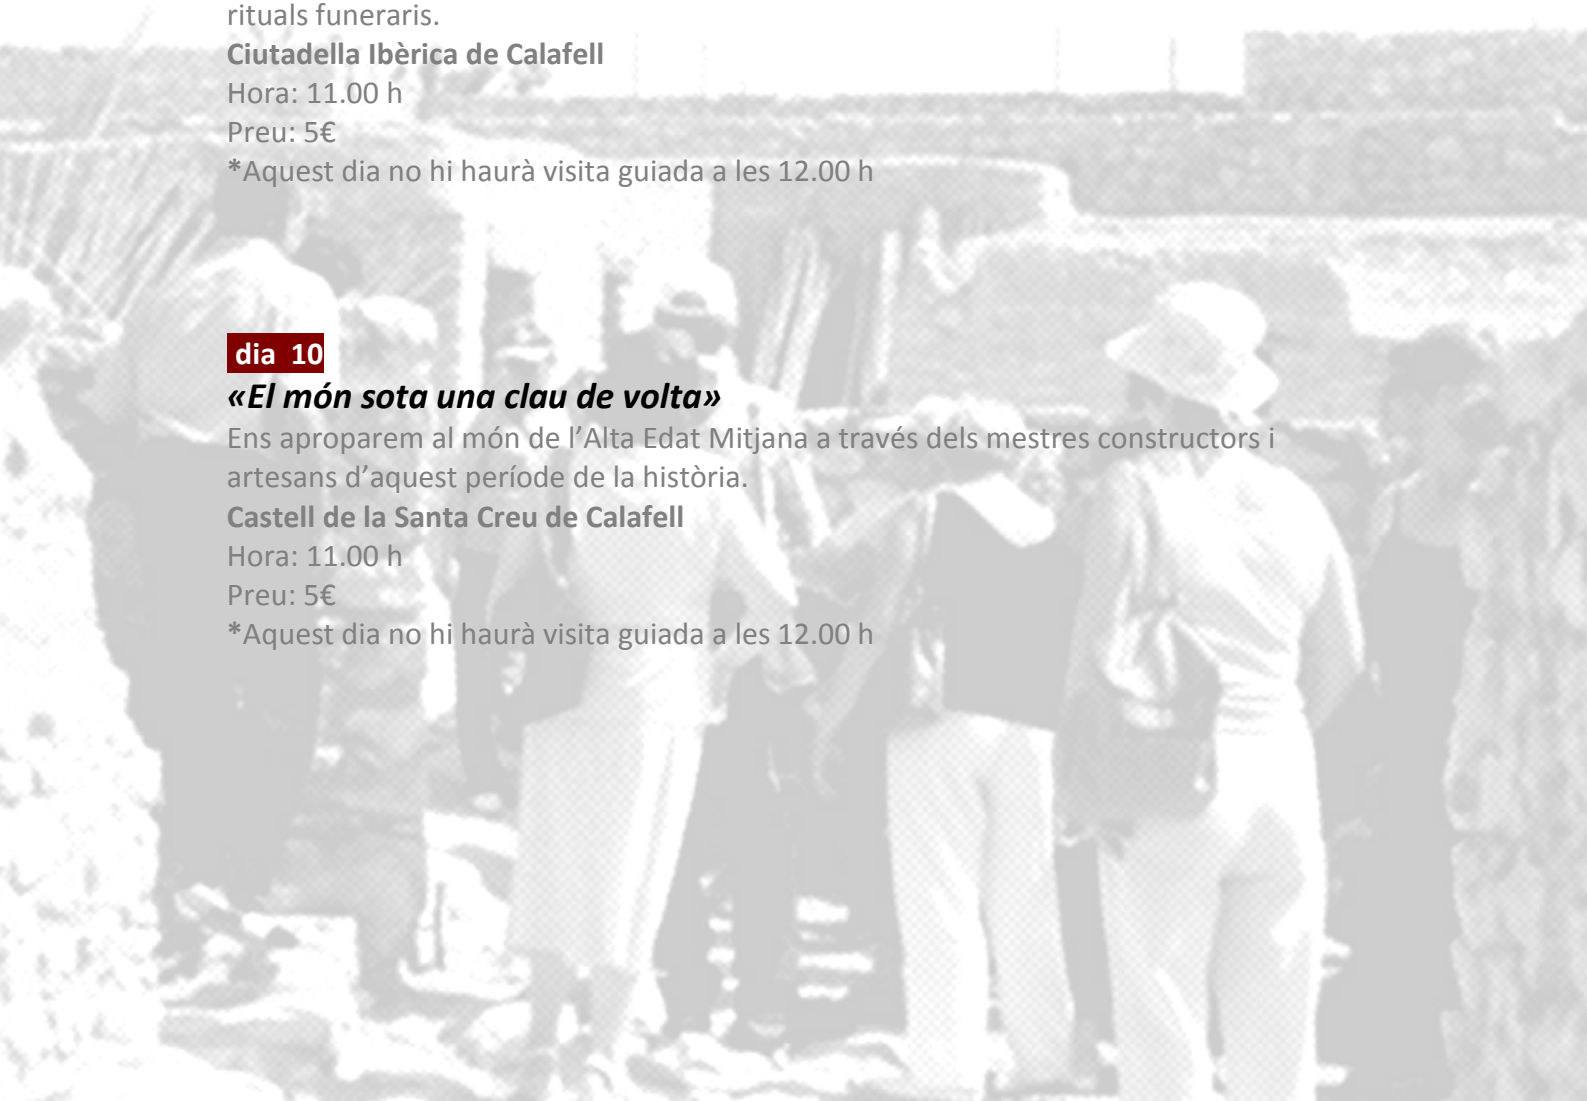 rituals funeraris.
Ciutadella Ibèrica de Calafell
Hora: 11.00 h
Preu: 5€
*Aquest dia no hi haurà visita guiada a les 12.00 h
dia 10
«El món sota una clau de volta»
Ens aproparem al món de l’Alta Edat Mitjana a través dels mestres constructors i
artesans d’aquest període de la història.
Castell de la Santa Creu de Calafell
Hora: 11.00 h
Preu: 5€
*Aquest dia no hi haurà visita guiada a les 12.00 h